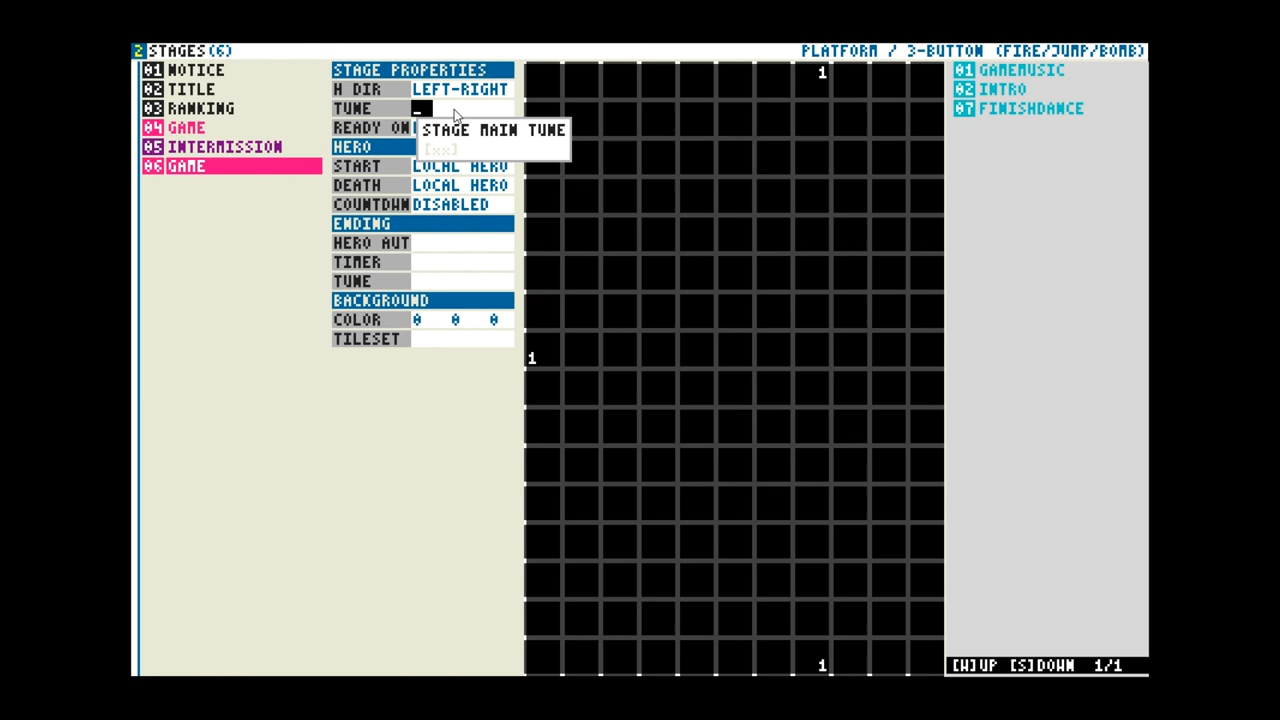 2 STAGES(6)
PLATFORM / 3-BUTTON (FIRE/JUMP/BOMB)
01 NOTICE
02 TITLE
03 RANKING
04 GAME
05 INTERMISSION
06 GAME
STAGE PROPERTIES
H DIR LEFT-RIGHT
TUNE _
READY ON
STAGE MAIN TUNE
[xx]
HERO
START LOCAL HERO
DEATH LOCAL HERO
COUNTDWN DISABLED
ENDING
HERO AUT
TIMER
TUNE
BACKGROUND
COLOR 0 0 0
TILESET
1
1
1
01 GAMEMUSIC
02 INTRO
07 FINISHDANCE
[W]UP [S]DOWN 1/1